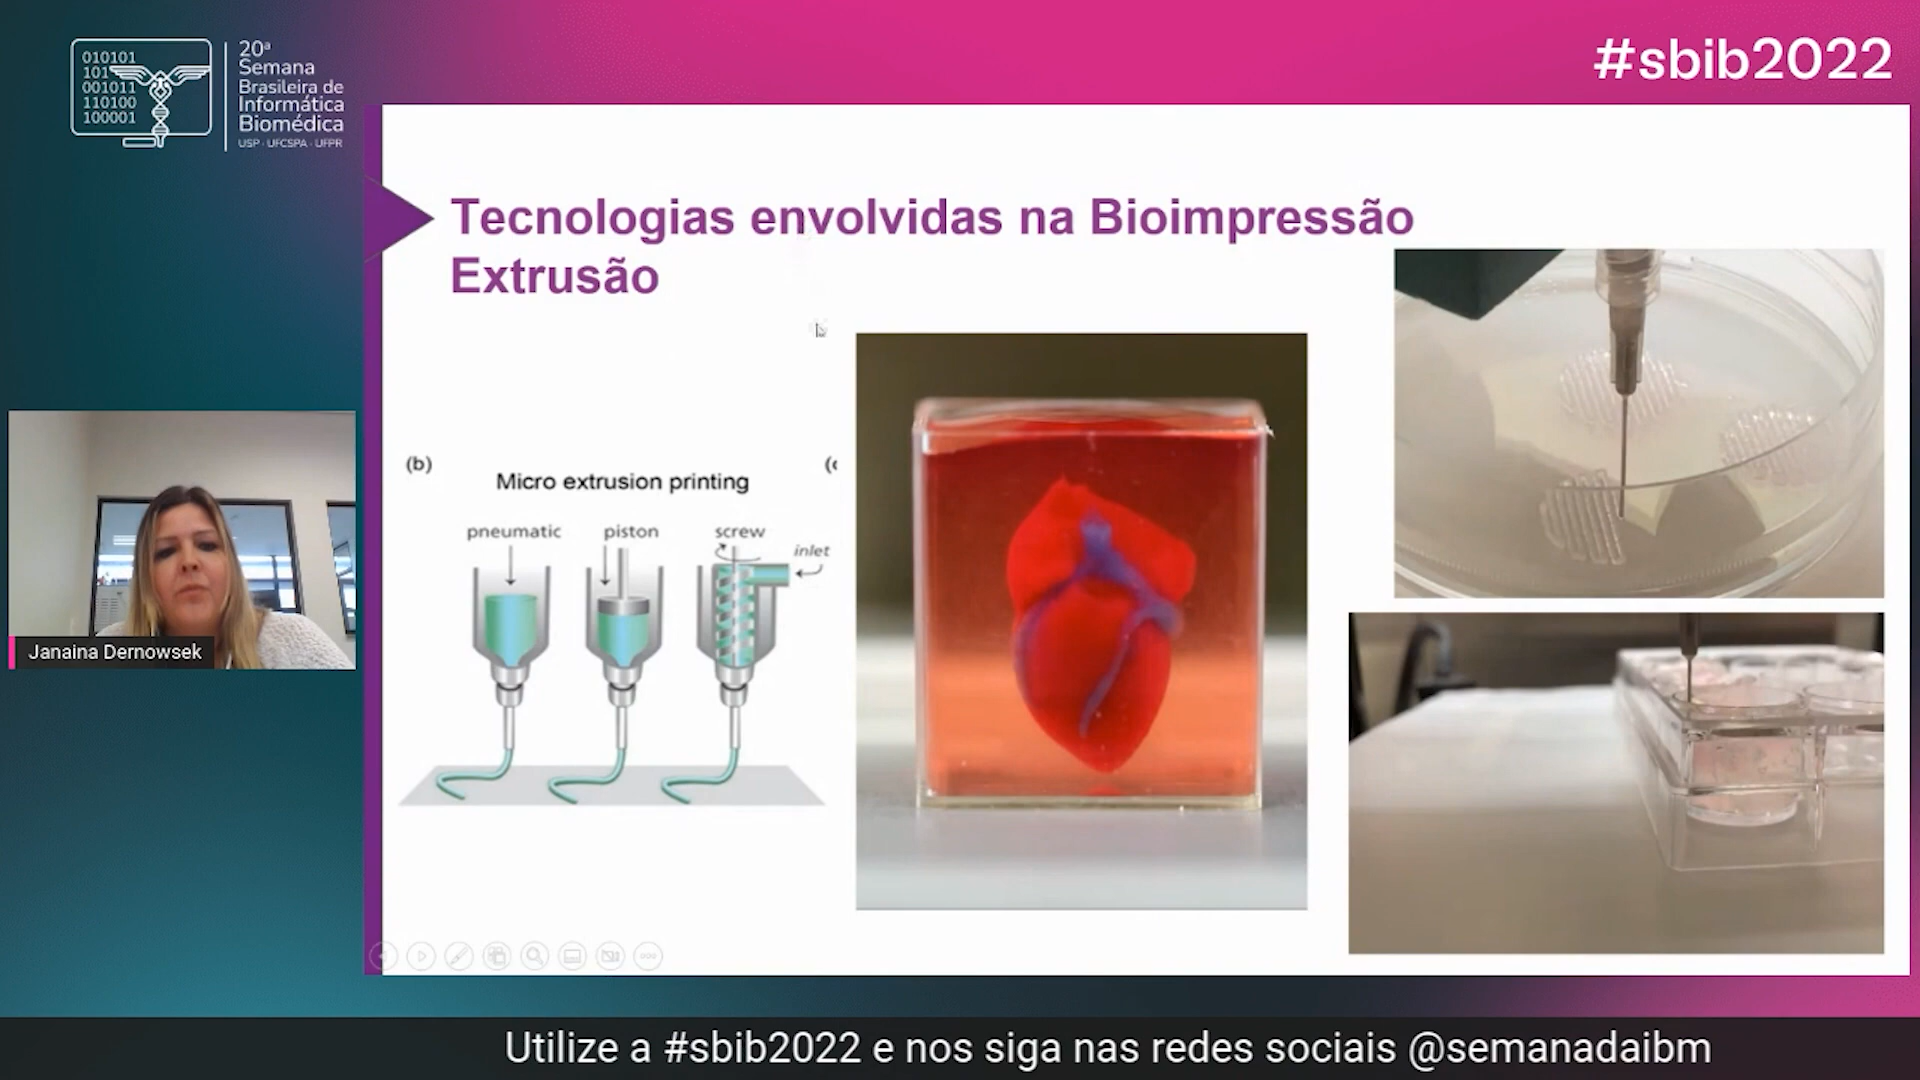 010101
101
001011
110100
100001
20ª
Semana
Brasileira de
Informática
Biomédica
USP · UFCSPA · UFPR
#sbib2022
Tecnologias envolvidas na Bioimpressão
Extrusão
(b)
Micro extrusion printing
pneumatic
piston
screw
inlet
Janaina Dernowsek
Utilize a #sbib2022 e nos siga nas redes sociais @semanadaibm